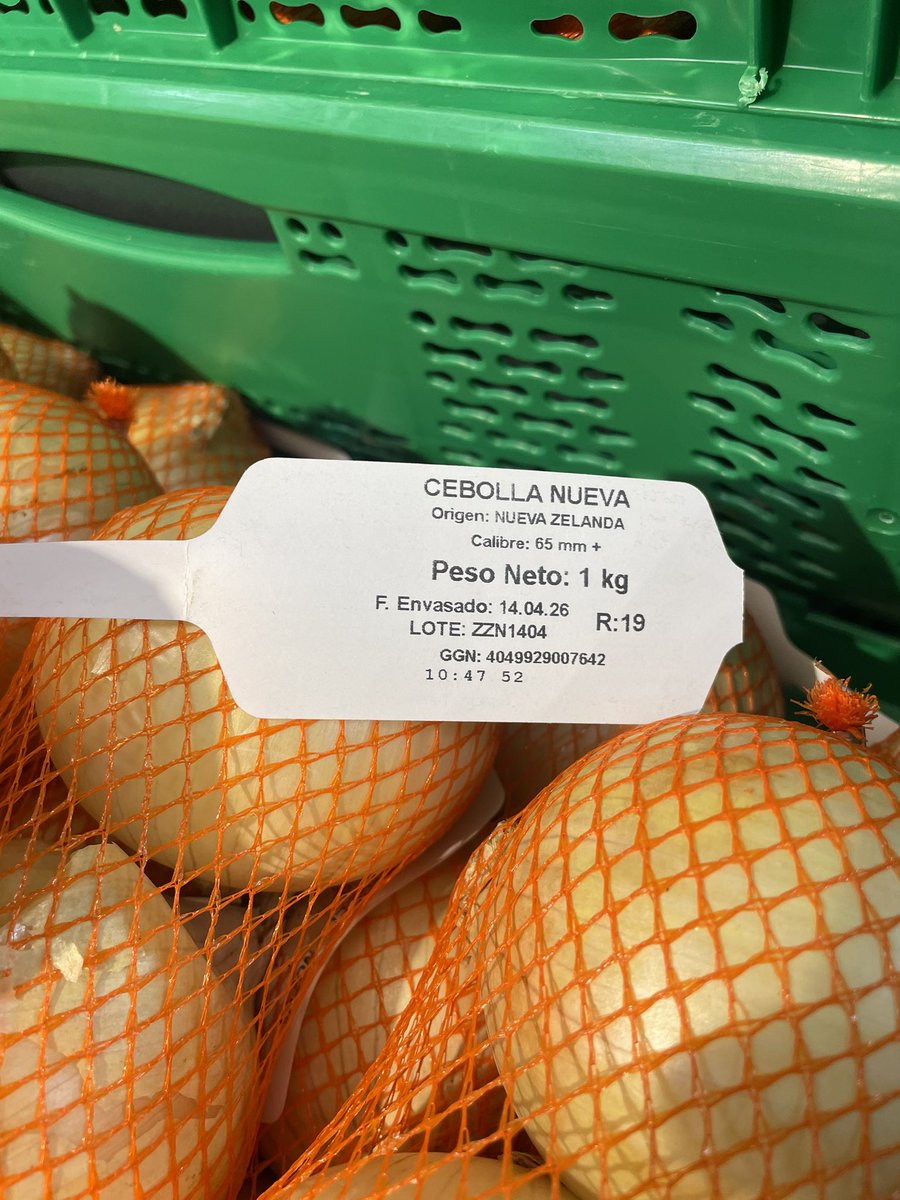 CEBOLLA NUEVA
Origen: NUEVA ZELANDA
Calibre: 65 mm +
Peso Neto: 1 kg
F. Envasado: 14.04.26 R:19
LOTE: ZZN1404
GGN: 4049929007642
10:47 52